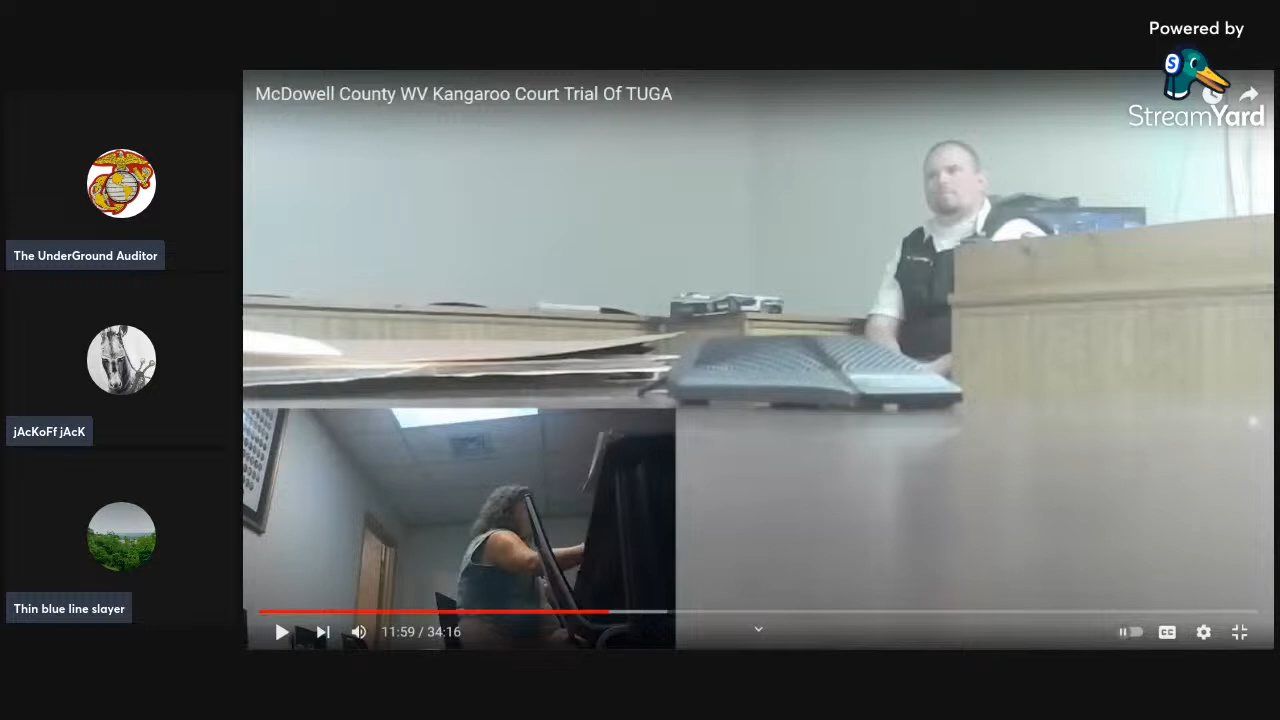 Powered by
StreamYard
McDowell County WV Kangaroo Court Trial Of TUGA
The UnderGround Auditor
jAcKoFf jAcK
Thin blue line slayer
11:59 / 34:16
CC